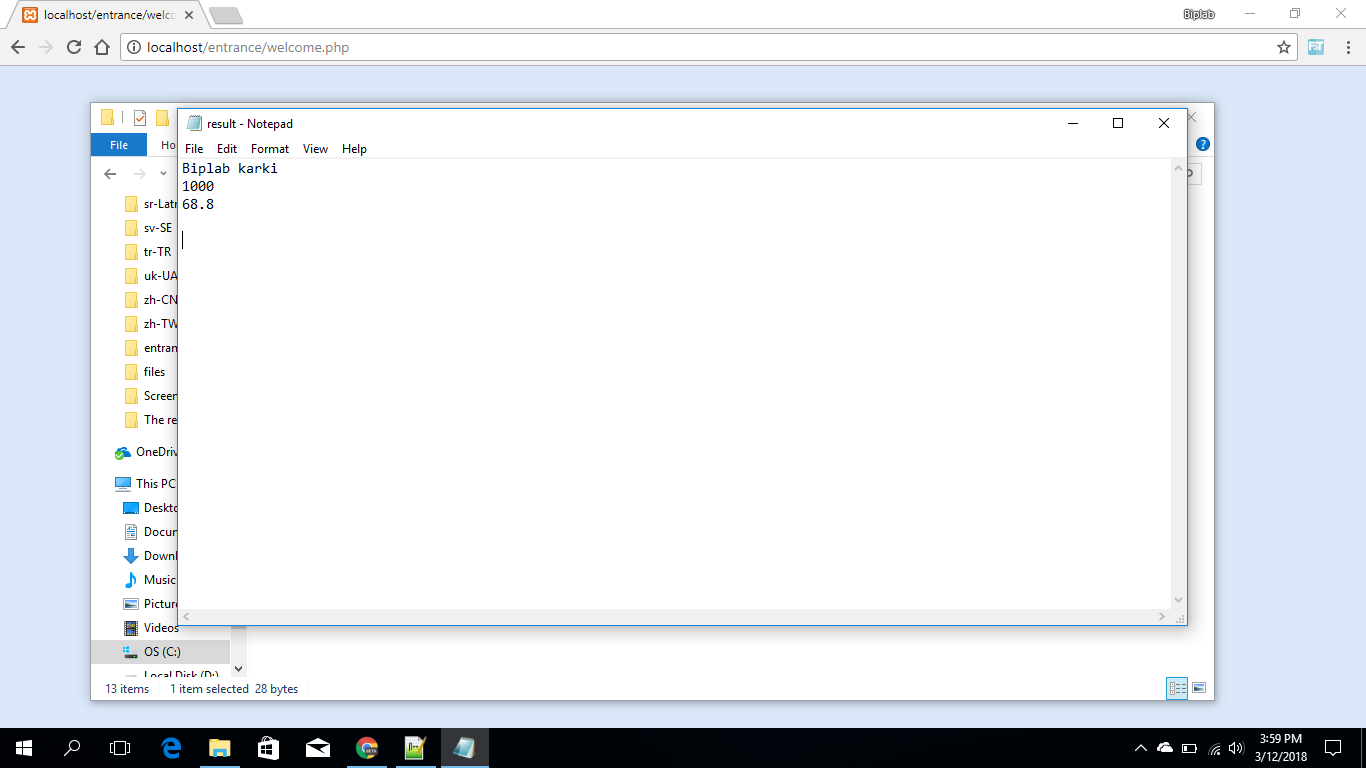 localhost/entrance/welco
Biplab
localhost/entrance/welcome.php
FST
result - Notepad
File
Ho
File Edit Format View Help
Biplab karki
1000
68.8
sr-Latn
sv-SE
tr-TR
uk-UA
zh-CN
zh-TW
entran
files
Screen
The re
OneDriv
This PC
Deskto
Docum
Downl
Music
Picture
Videos
OS (C:)
Local Disk (D:)
13 items 1 item selected 28 bytes
BETA
3:59 PM
3/12/2018